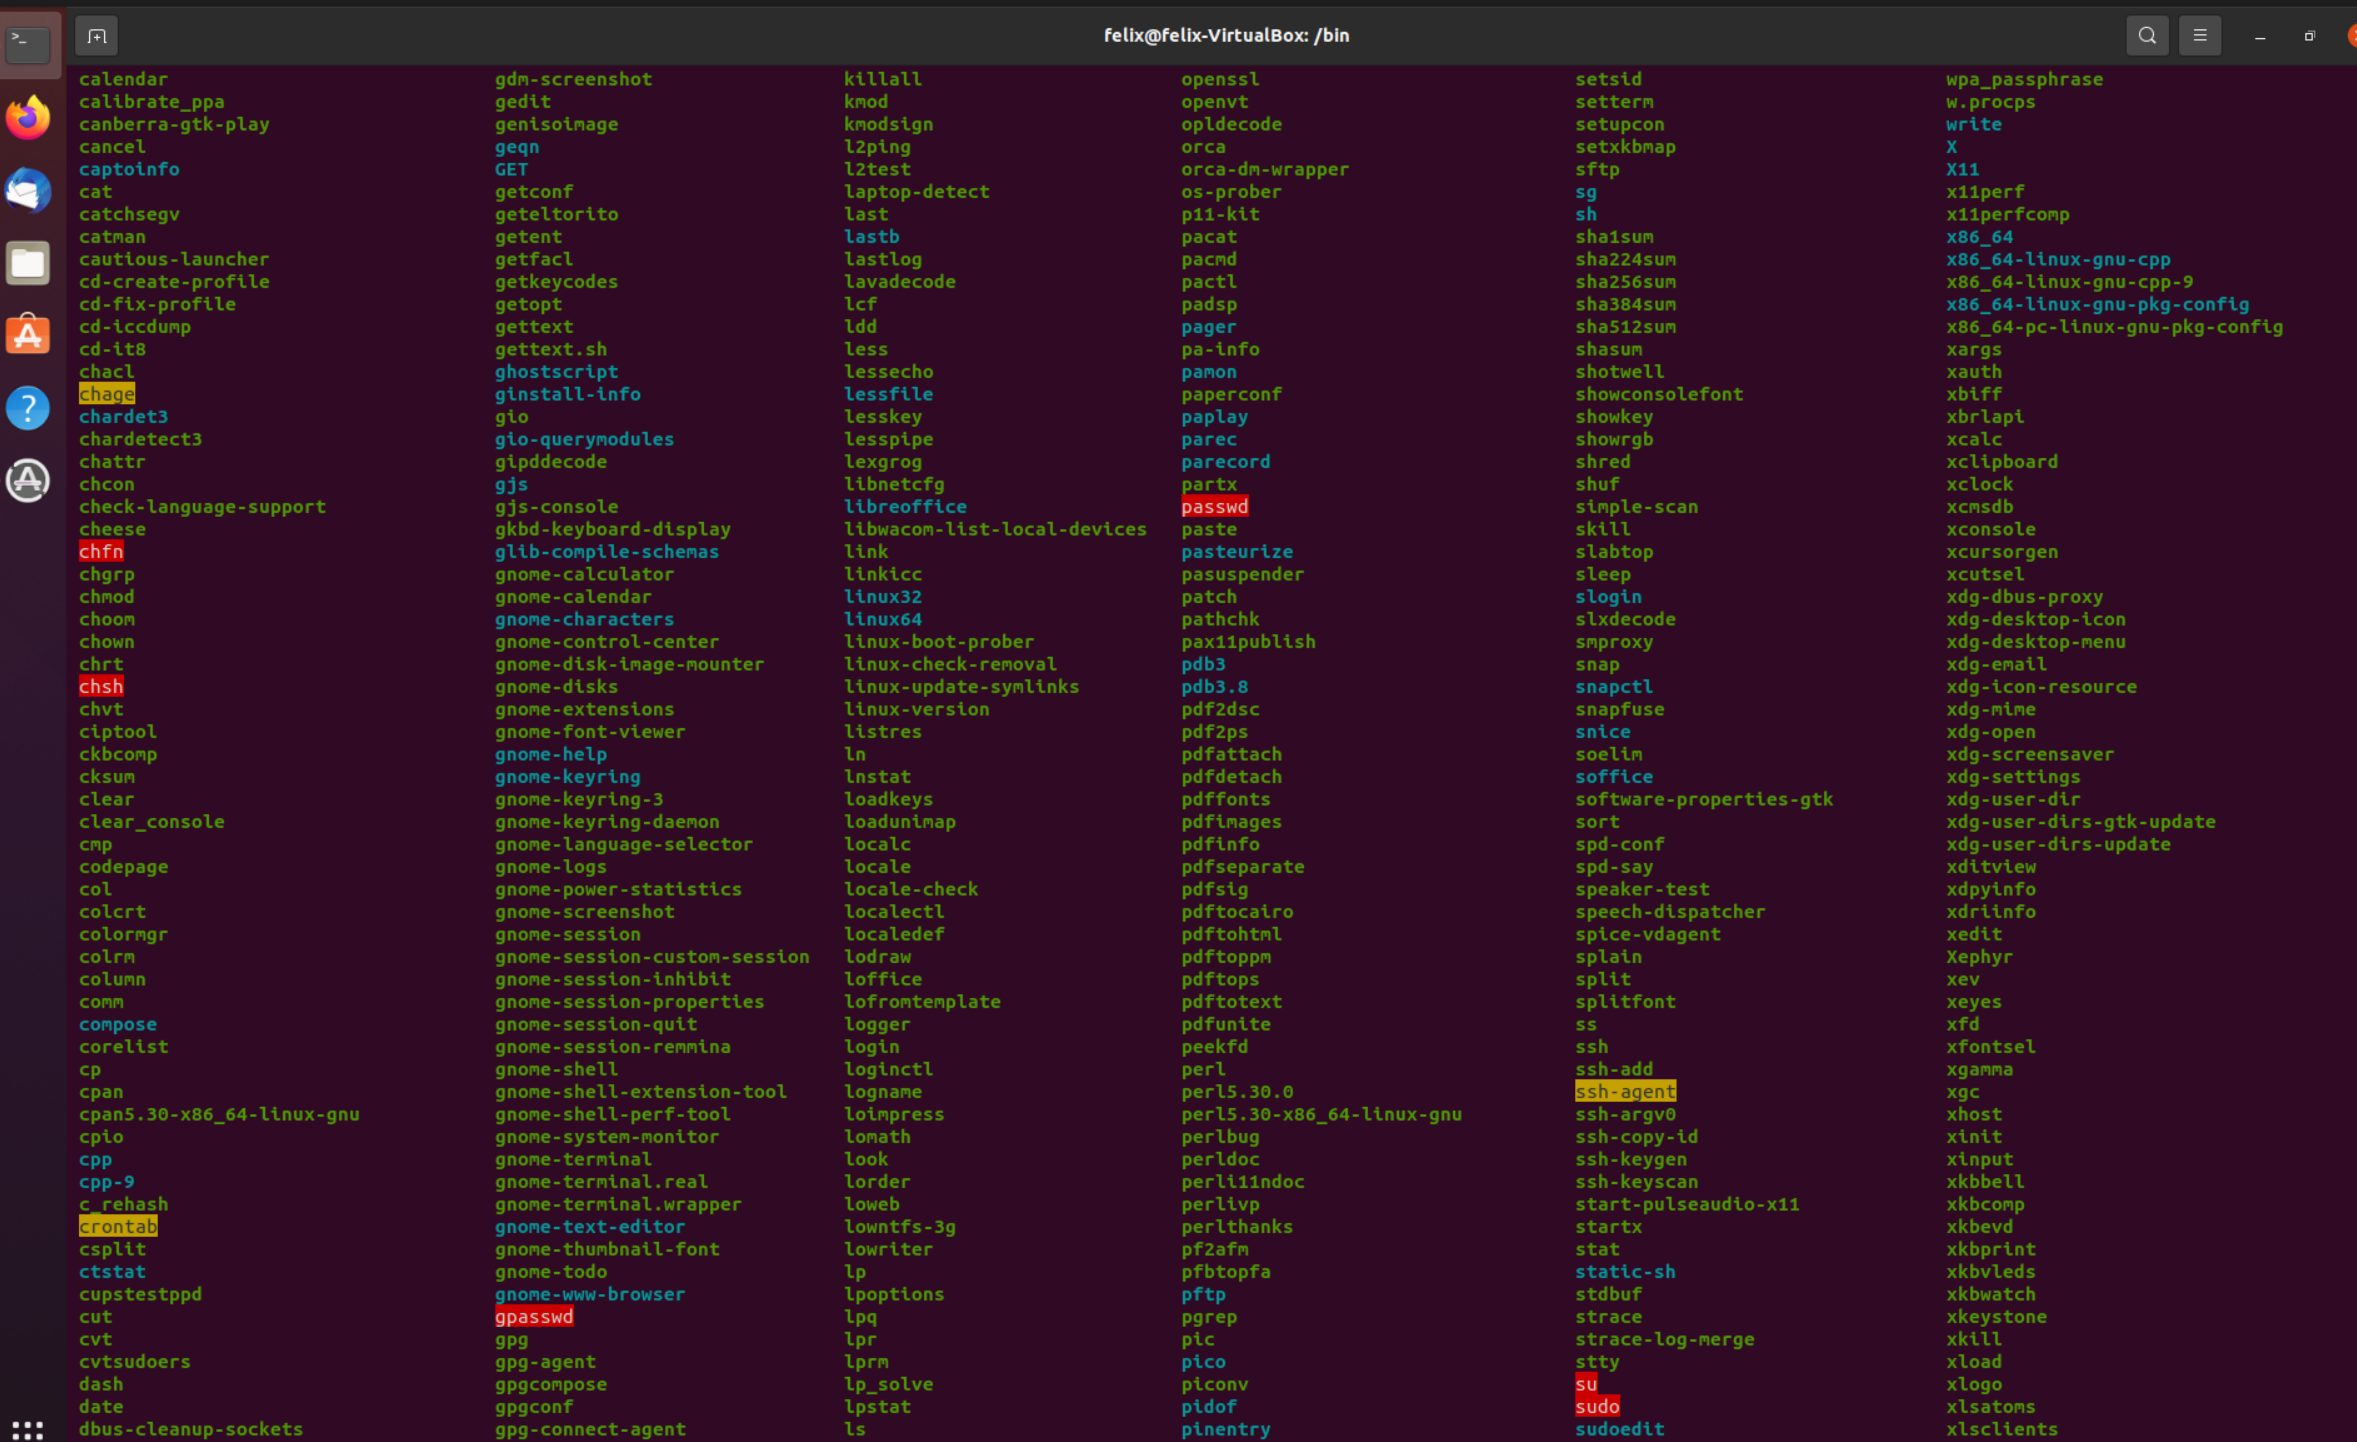 felix@felix-VirtualBox: /bin
calendar gdm-screenshot killall openssl setsid wpa_passphrase
calibrate_ppa gedit kmod openvt setterm w.procps
canberra-gtk-play genisoimage kmodsign opldecode setupcon write
cancel geqn l2ping orca setxkbmap X
captoinfo GET l2test orca-dm-wrapper sftp X11
cat getconf laptop-detect os-prober sg x11perf
catchsegv geteltorito last p11-kit sh x11perfcomp
catman getent lastb pacat sha1sum x86_64
cautious-launcher getfacl lastlog pacmd sha224sum x86_64-linux-gnu-cpp
cd-create-profile getkeycodes lavadecode pactl sha256sum x86_64-linux-gnu-cpp-9
cd-fix-profile getopt lcf padsp sha384sum x86_64-linux-gnu-pkg-config
cd-iccdump gettext ldd pager sha512sum x86_64-pc-linux-gnu-pkg-config
cd-it8 gettext.sh less pa-info shasum xargs
chacl ghostscript lessecho pamon shotwell xauth
chage ginstall-info lessfile paperconf showconsolefont xbiff
chardet3 gio lesskey paplay showkey xbrlapi
chardetect3 gio-querymodules lesspipe parec showrgb xcalc
chattr gipddecode lexgrog parecord shred xclipboard
chcon gjs libnetcfg partx shuf xclock
check-language-support gjs-console libreoffice passwd simple-scan xcmsdb
cheese gkbd-keyboard-display libwacom-list-local-devices paste skill xconsole
chfn glib-compile-schemas link pasteurize slabtop xcursorgen
chgrp gnome-calculator linkicc pasuspender sleep xcutsel
chmod gnome-calendar linux32 patch slogin xdg-dbus-proxy
choom gnome-characters linux64 pathchk slxdecode xdg-desktop-icon
chown gnome-control-center linux-boot-prober pax11publish smproxy xdg-desktop-menu
chrt gnome-disk-image-mounter linux-check-removal pdb3 snap xdg-email
chsh gnome-disks linux-update-symlinks pdb3.8 snapctl xdg-icon-resource
chvt gnome-extensions linux-version pdf2dsc snapfuse xdg-mime
ciptool gnome-font-viewer listres pdf2ps snice xdg-open
ckbcomp gnome-help ln pdfattach soelim xdg-screensaver
cksum gnome-keyring lnstat pdfdetach soffice xdg-settings
clear gnome-keyring-3 loadkeys pdffonts software-properties-gtk xdg-user-dir
clear_console gnome-keyring-daemon loadunimap pdfimages sort xdg-user-dirs-gtk-update
cmp gnome-language-selector localc pdfinfo spd-conf xdg-user-dirs-update
codepage gnome-logs locale pdfseparate spd-say xditview
col gnome-power-statistics locale-check pdfsig speaker-test xdpyinfo
colcrt gnome-screenshot localectl pdftocairo speech-dispatcher xdriinfo
colormgr gnome-session localedef pdftohtml spice-vdagent xedit
colrm gnome-session-custom-session lodraw pdftoppm splain Xephyr
column gnome-session-inhibit loffice pdftops split xev
comm gnome-session-properties lofromtemplate pdftotext splitfont xeyes
compose gnome-session-quit logger pdfunite ss xfd
corelist gnome-session-remmina login peekfd ssh xfontsel
cp gnome-shell loginctl perl ssh-add xgamma
cpan gnome-shell-extension-tool logname perl5.30.0 ssh-agent xgc
cpan5.30-x86_64-linux-gnu gnome-shell-perf-tool loimpress perl5.30-x86_64-linux-gnu ssh-argv0 xhost
cpio gnome-system-monitor lomath perlbug ssh-copy-id xinit
cpp gnome-terminal look perldoc ssh-keygen xinput
cpp-9 gnome-terminal.real lorder perli11ndoc ssh-keyscan xkbbell
c_rehash gnome-terminal.wrapper loweb perlivp start-pulseaudio-x11 xkbcomp
crontab gnome-text-editor lowntfs-3g perlthanks startx xkbevd
csplit gnome-thumbnail-font lowriter pf2afm stat xkbprint
ctstat gnome-todo lp pfbtopfa static-sh xkbvleds
cupstestppd gnome-www-browser lpoptions pftp stdbuf xkbwatch
cut gpasswd lpq pgrep strace xkeystone
cvt gpg lpr pic strace-log-merge xkill
cvtsudoers gpg-agent lprm pico stty xload
dash gpgcompose lp_solve piconv su xlogo
date gpgconf lpstat pidof sudo xlsatoms
dbus-cleanup-sockets gpg-connect-agent ls pinentry sudoedit xlsclients